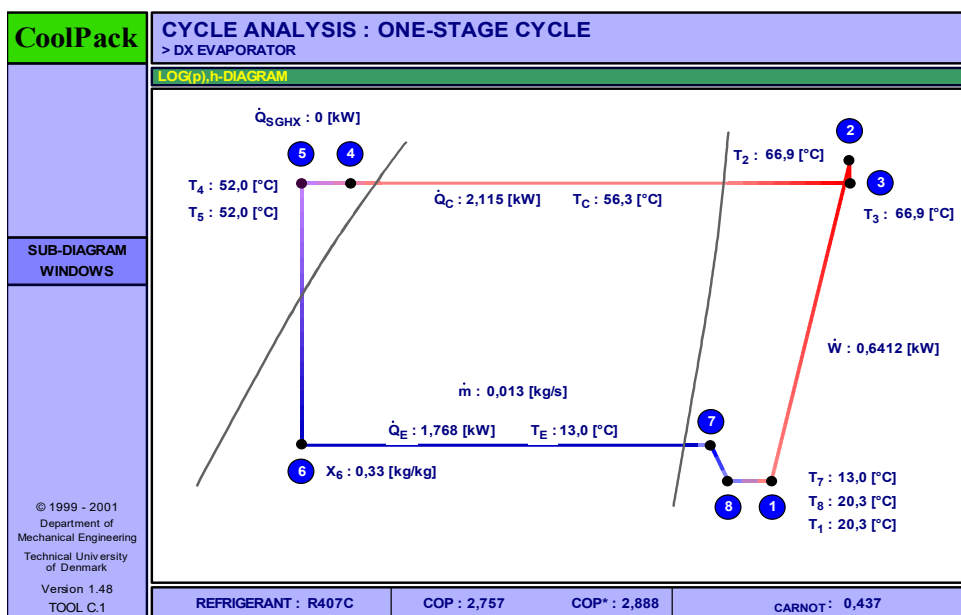 CoolPack
CYCLE ANALYSIS : ONE-STAGE CYCLE
> DX EVAPORATOR
LOG(p),h-DIAGRAM
SUB-DIAGRAM
WINDOWS
© 1999 - 2001
Department of
Mechanical Engineering
Technical University
of Denmark
Version 1.48
TOOL C.1
Q̇SGHX : 0 [kW]
5
4
2
T2 : 66,9 [°C]
3
T4 : 52,0 [°C]
T5 : 52,0 [°C]
Q̇C : 2,115 [kW] TC : 56,3 [°C]
T3 : 66,9 [°C]
Ẇ : 0,6412 [kW]
ṁ : 0,013 [kg/s]
Q̇E : 1,768 [kW] TE : 13,0 [°C]
7
6
X6 : 0,33 [kg/kg]
8
1
T7 : 13,0 [°C]
T8 : 20,3 [°C]
T1 : 20,3 [°C]
REFRIGERANT : R407C COP : 2,757 COP* : 2,888 CARNOT : 0,437